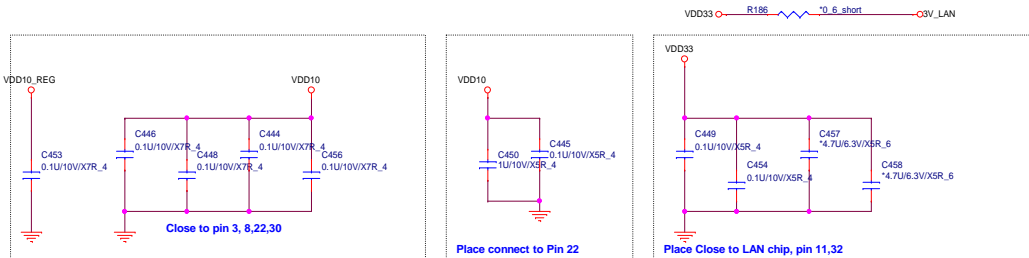 VDD33 R186 *0_6_short 3V_LAN
VDD10_REG
C453
0.1U/10V/X7R_4
VDD10
C446
0.1U/10V/X7R_4
C448
0.1U/10V/X7R_4
C444
0.1U/10V/X7R_4
C456
0.1U/10V/X7R_4
Close to pin 3, 8,22,30
VDD10
C450
1U/10V/X5R_4
C445
0.1U/10V/X5R_4
Place connect to Pin 22
VDD33
C449
0.1U/10V/X5R_4
C454
0.1U/10V/X5R_4
C457
*4.7U/6.3V/X5R_6
C458
*4.7U/6.3V/X5R_6
Place Close to LAN chip, pin 11,32